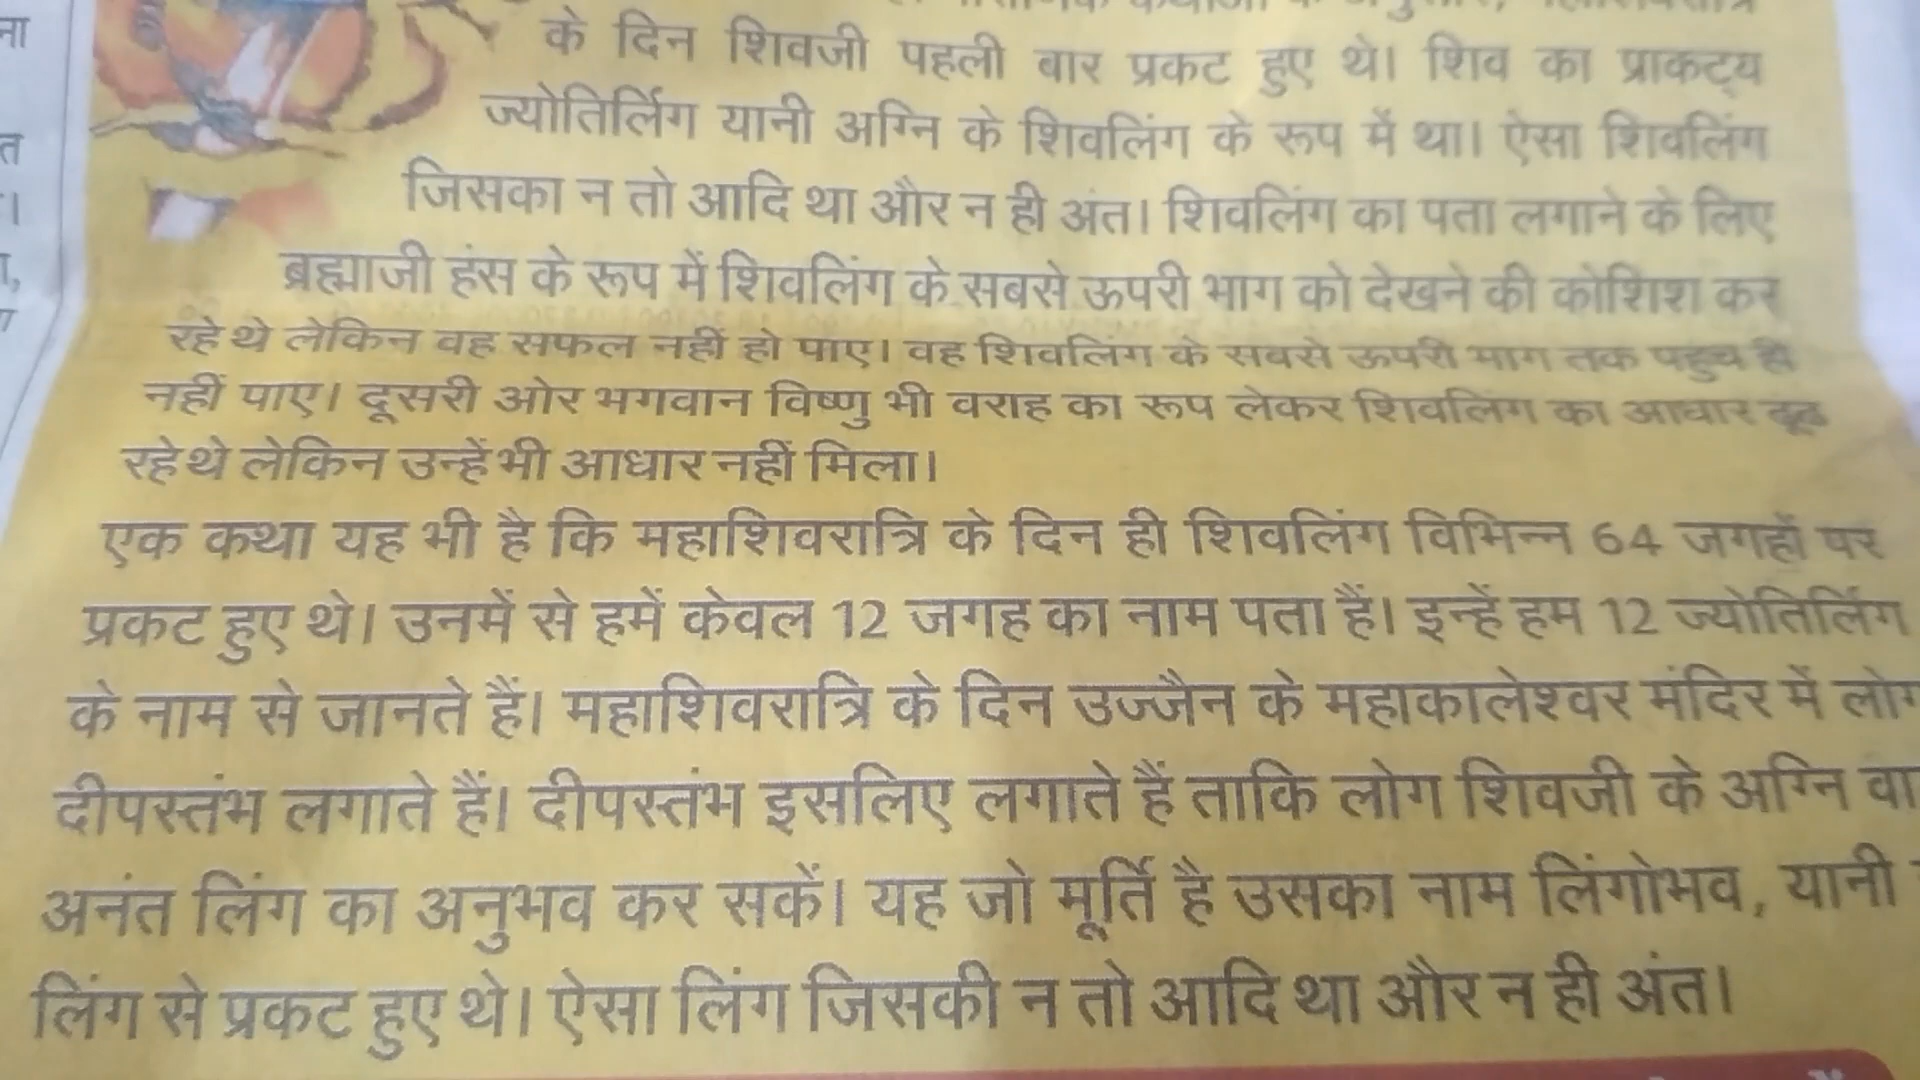 के दिन शिवजी पहली बार प्रकट हुए थे। शिव का प्राकट्य
ज्योतिर्लिंग यानी अग्नि के शिवलिंग के रूप में था। ऐसा शिवलिंग
जिसका न तो आदि था और न ही अंत। शिवलिंग का पता लगाने के लिए
ब्रह्माजी हंस के रूप में शिवलिंग के सबसे ऊपरी भाग को देखने की कोशिश कर
रहे थे लेकिन वह सफल नहीं हो पाए। वह शिवलिंग के सबसे ऊपरी भाग तक पहुंच ही
नहीं पाए। दूसरी ओर भगवान विष्णु भी वराह का रूप लेकर शिवलिंग का आधार ढूंढ
रहे थे लेकिन उन्हें भी आधार नहीं मिला।
एक कथा यह भी है कि महाशिवरात्रि के दिन ही शिवलिंग विभिन्न 64 जगहों पर
प्रकट हुए थे। उनमें से हमें केवल 12 जगह का नाम पता हैं। इन्हें हम 12 ज्योतिर्लिंग
के नाम से जानते हैं। महाशिवरात्रि के दिन उज्जैन के महाकालेश्वर मंदिर में लोग
दीपस्तंभ लगाते हैं। दीपस्तंभ इसलिए लगाते हैं ताकि लोग शिवजी के अग्नि वा
अनंत लिंग का अनुभव कर सकें। यह जो मूर्ति है उसका नाम लिंगोभव, यानी
लिंग से प्रकट हुए थे। ऐसा लिंग जिसकी न तो आदि था और न ही अंत।